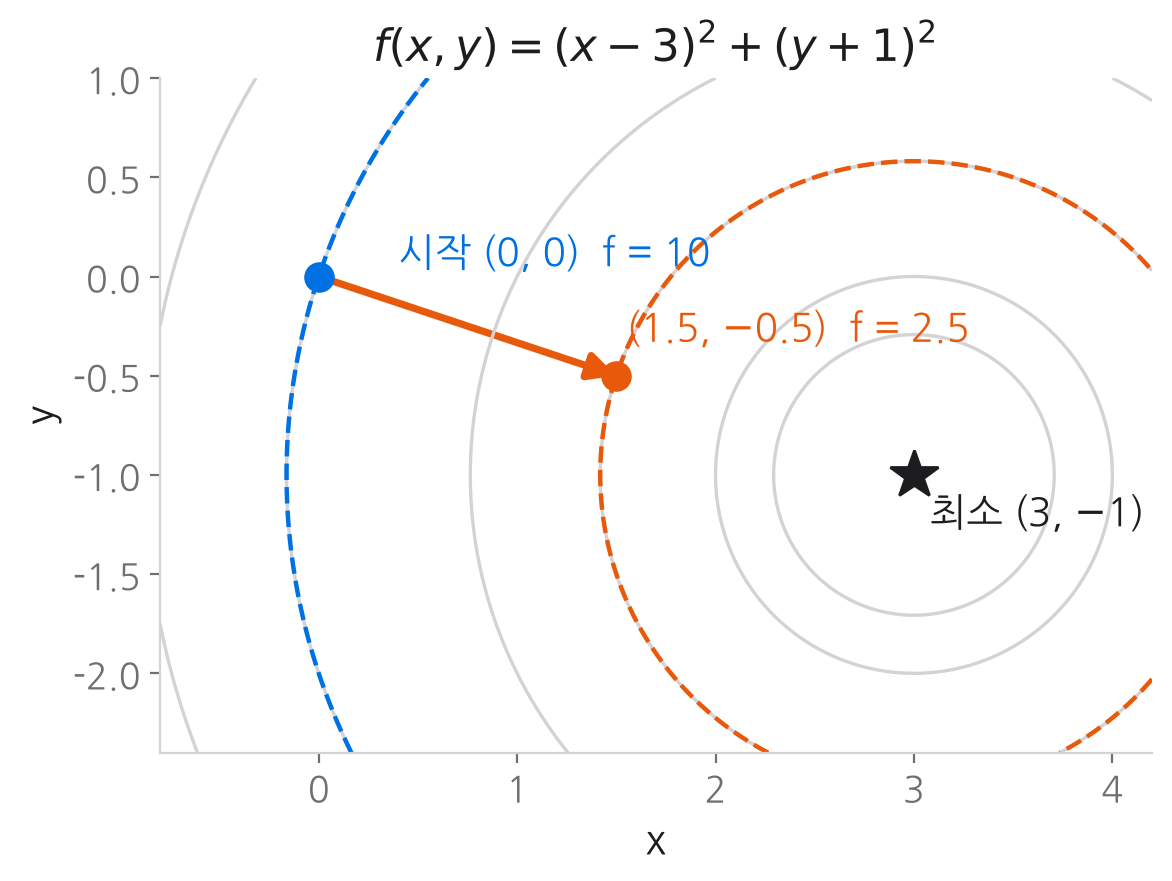 f(x, y) = (x − 3)² + (y + 1)²
1.0
0.5
0.0
-0.5
-1.0
-1.5
-2.0
y
시작 (0, 0)  f = 10
(1.5, −0.5)  f = 2.5
최소 (3, −1)
0 1 2 3 4
x